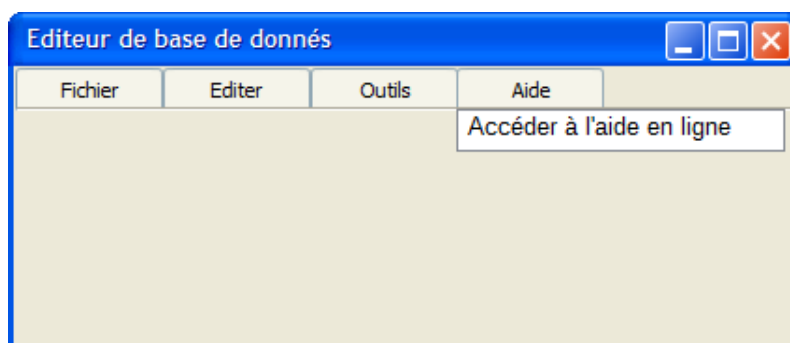 Editeur de base de donnés
Fichier Editer Outils Aide
Accéder à l'aide en ligne